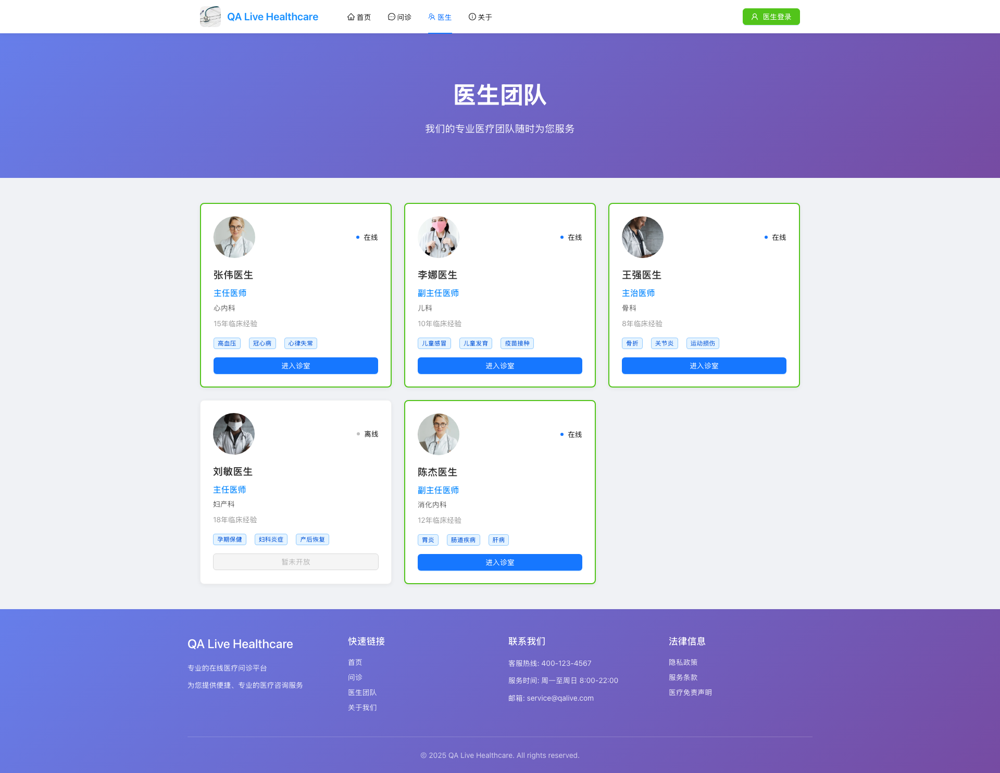 QA Live Healthcare
首页
问诊
医生
关于
医生登录
医生团队
我们的专业医疗团队随时为您服务
在线
张伟医生
主任医师
心内科
15年临床经验
高血压 冠心病 心律失常
进入诊室
在线
李娜医生
副主任医师
儿科
10年临床经验
儿童感冒 儿童发育 疫苗接种
进入诊室
在线
王强医生
主治医师
骨科
8年临床经验
骨折 关节炎 运动损伤
进入诊室
离线
刘敏医生
主任医师
妇产科
18年临床经验
孕期保健 妇科炎症 产后恢复
暂未开放
在线
陈杰医生
副主任医师
消化内科
12年临床经验
胃炎 肠道疾病 肝病
进入诊室
QA Live Healthcare
专业的在线医疗问诊平台
为您提供便捷、专业的医疗咨询服务
快速链接
首页
问诊
医生团队
关于我们
联系我们
客服热线: 400-123-4567
服务时间: 周一至周日 8:00-22:00
邮箱: service@qalive.com
法律信息
隐私政策
服务条款
医疗免责声明
© 2025 QA Live Healthcare. All rights reserved.